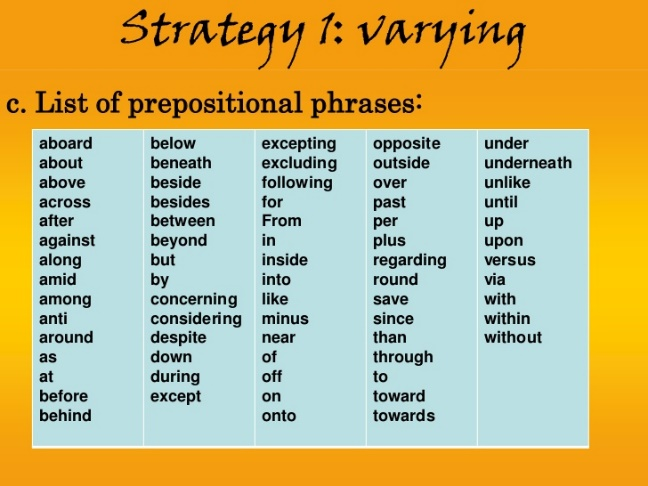 Strategy 1: varying
c. List of prepositional phrases:
aboard below excepting opposite under
about beneath excluding outside underneath
above beside following over unlike
across besides for past until
after between From per up
against beyond in plus upon
along but inside regarding versus
amid by into round via
among concerning like save with
anti considering minus since within
around despite near than without
as down of through
at during off to
before except on toward
behind onto towards